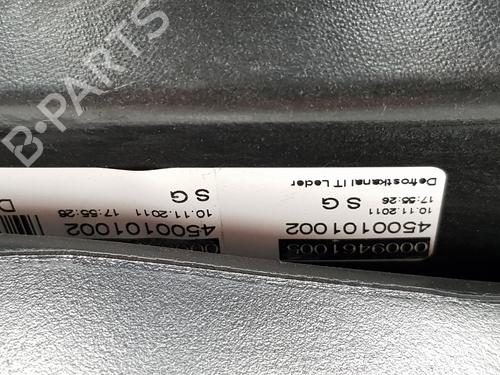 B-PARTS
Defrostkanal IT Leder
17:55:26
10.11.2011
S G
4500101002
0009461005
17:55:26
10.11.2011
S G
4500101002
D